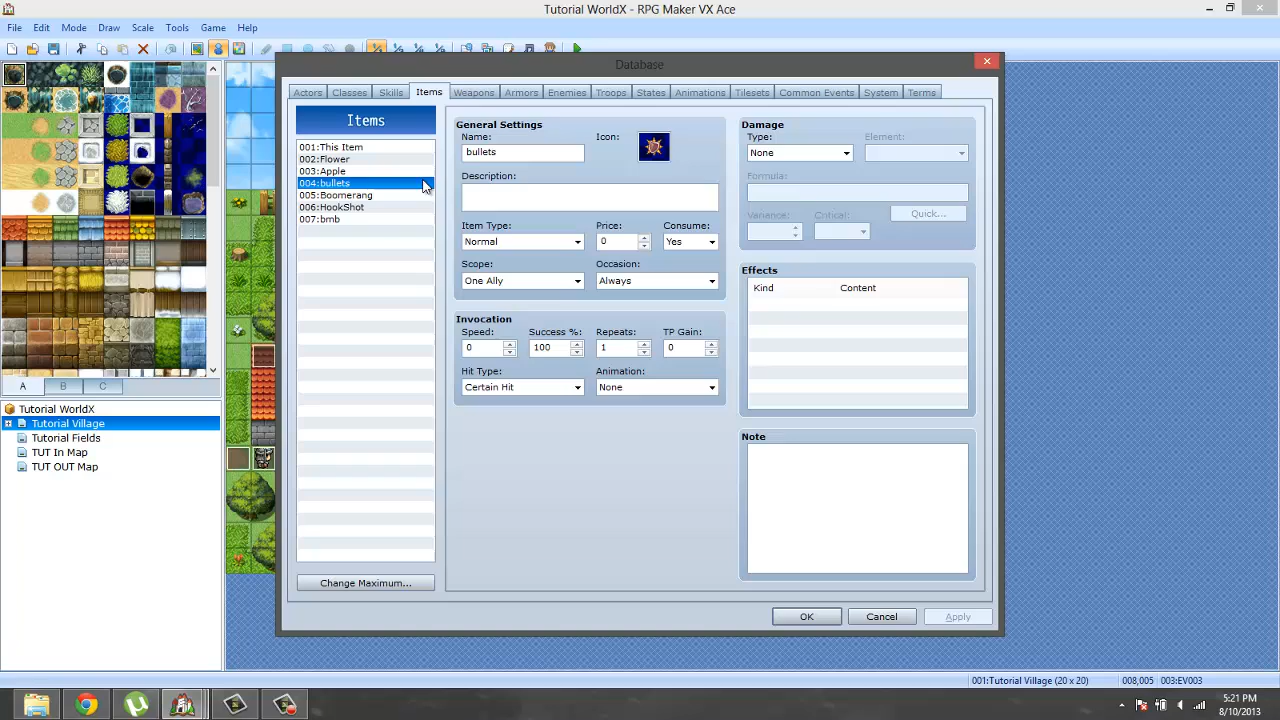 Tutorial WorldX - RPG Maker VX Ace
File Edit Mode Draw Scale Tools Game Help
Database
Actors Classes Skills Items Weapons Armors Enemies Troops States Animations Tilesets Common Events System Terms
Items
001:This Item
002:Flower
003:Apple
004:bullets
005:Boomerang
006:HookShot
007:bmb
Change Maximum...
General Settings
Name: Icon:
bullets
Description:
Item Type: Price: Consume:
Normal 0 Yes
Scope: Occasion:
One Ally Always
Invocation
Speed: Success %: Repeats: TP Gain:
0 100 1 0
Hit Type: Animation:
Certain Hit None
Damage
Type: Element:
None
Formula:
Variance: Critical:
Quick...
Effects
Kind Content
Note
OK Cancel Apply
A B C
Tutorial WorldX
Tutorial Village
Tutorial Fields
TUT In Map
TUT OUT Map
001:Tutorial Village (20 x 20) 008,005 003:EV003
5:21 PM
8/10/2013